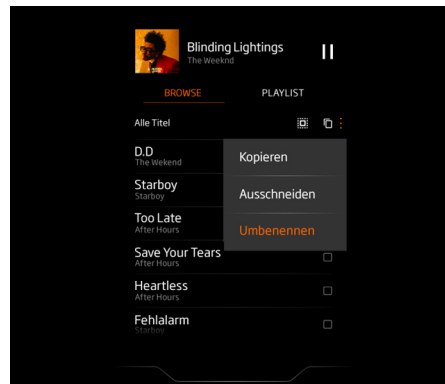 Blinding Lightings
The Weeknd
BROWSE PLAYLIST
Alle Titel
D.D
The Wekend
Kopieren
Starboy
Starboy
Ausschneiden
Too Late
After Hours
Umbenennen
Save Your Tears
After Hours
Heartless
After Hours
Fehlalarm
Starboy